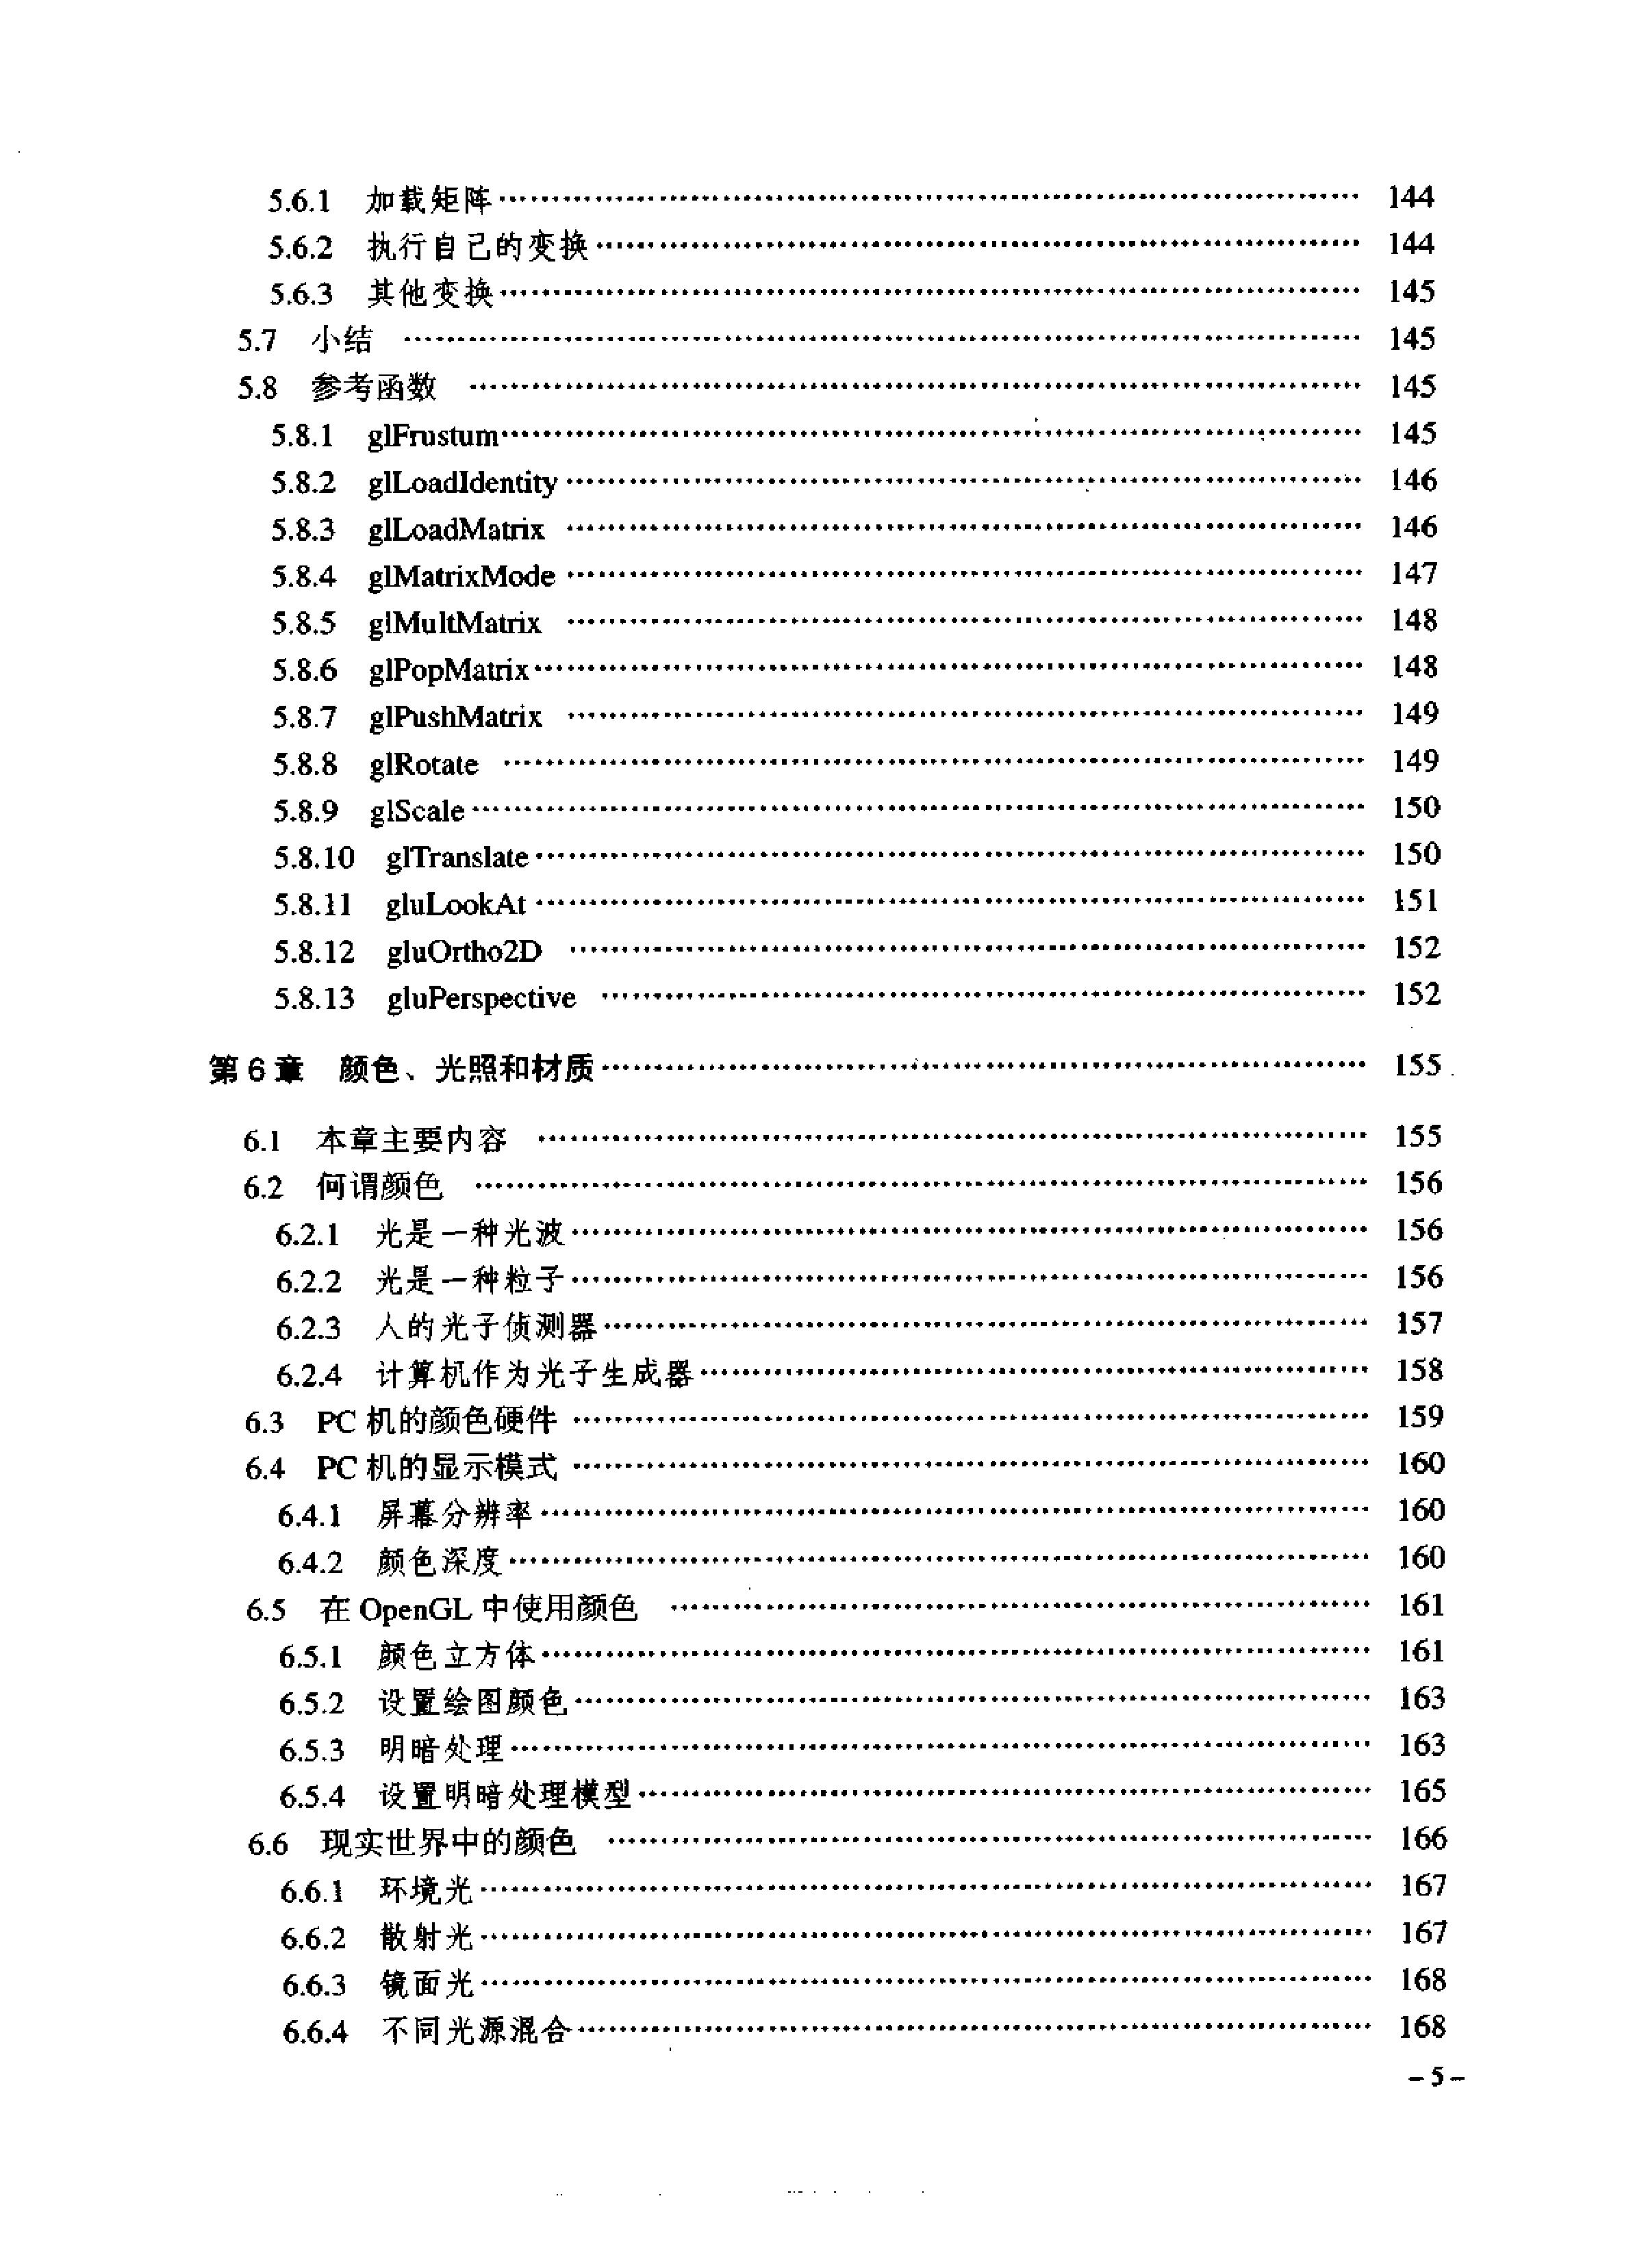 5.6.1 加载矩阵 …… 144
5.6.2 执行自己的变换 …… 144
5.6.3 其他变换 …… 145
5.7 小结 …… 145
5.8 参考函数 …… 145
5.8.1 glFrustum …… 145
5.8.2 glLoadIdentity …… 146
5.8.3 glLoadMatrix …… 146
5.8.4 glMatrixMode …… 147
5.8.5 glMultMatrix …… 148
5.8.6 glPopMatrix …… 148
5.8.7 glPushMatrix …… 149
5.8.8 glRotate …… 149
5.8.9 glScale …… 150
5.8.10 glTranslate …… 150
5.8.11 gluLookAt …… 151
5.8.12 gluOrtho2D …… 152
5.8.13 gluPerspective …… 152
第 6 章 颜色、光照和材质 …… 155
6.1 本章主要内容 …… 155
6.2 何谓颜色 …… 156
6.2.1 光是一种光波 …… 156
6.2.2 光是一种粒子 …… 156
6.2.3 人的光子侦测器 …… 157
6.2.4 计算机作为光子生成器 …… 158
6.3 PC 机的颜色硬件 …… 159
6.4 PC 机的显示模式 …… 160
6.4.1 屏幕分辨率 …… 160
6.4.2 颜色深度 …… 160
6.5 在 OpenGL 中使用颜色 …… 161
6.5.1 颜色立方体 …… 161
6.5.2 设置绘图颜色 …… 163
6.5.3 明暗处理 …… 163
6.5.4 设置明暗处理模型 …… 165
6.6 现实世界中的颜色 …… 166
6.6.1 环境光 …… 167
6.6.2 散射光 …… 167
6.6.3 镜面光 …… 168
6.6.4 不同光源混合 …… 168
– 5 –